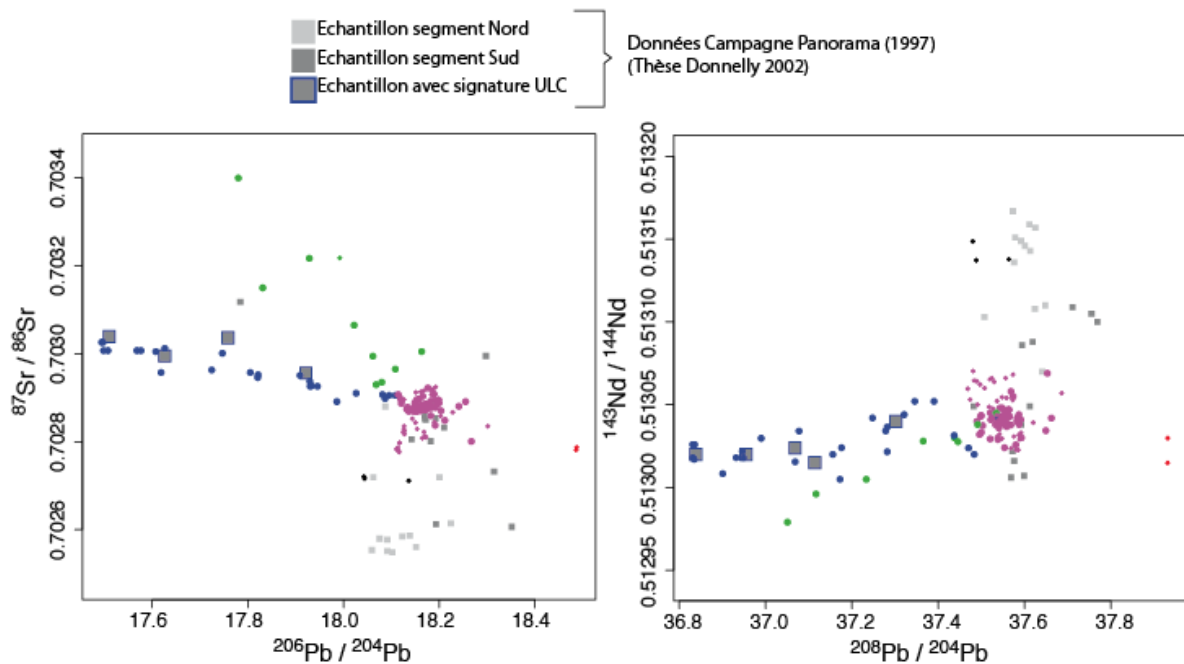 Echantillon segment Nord
Echantillon segment Sud
Echantillon avec signature ULC
Données Campagne Panorama (1997)
(Thèse Donnelly 2002)
87Sr / 86Sr
0.7034
0.7032
0.7030
0.7028
0.7026
17.6 17.8 18.0 18.2 18.4
206Pb / 204Pb
143Nd / 144Nd
0.51320
0.51315
0.51310
0.51305
0.51300
0.51295
36.8 37.0 37.2 37.4 37.6 37.8
208Pb / 204Pb